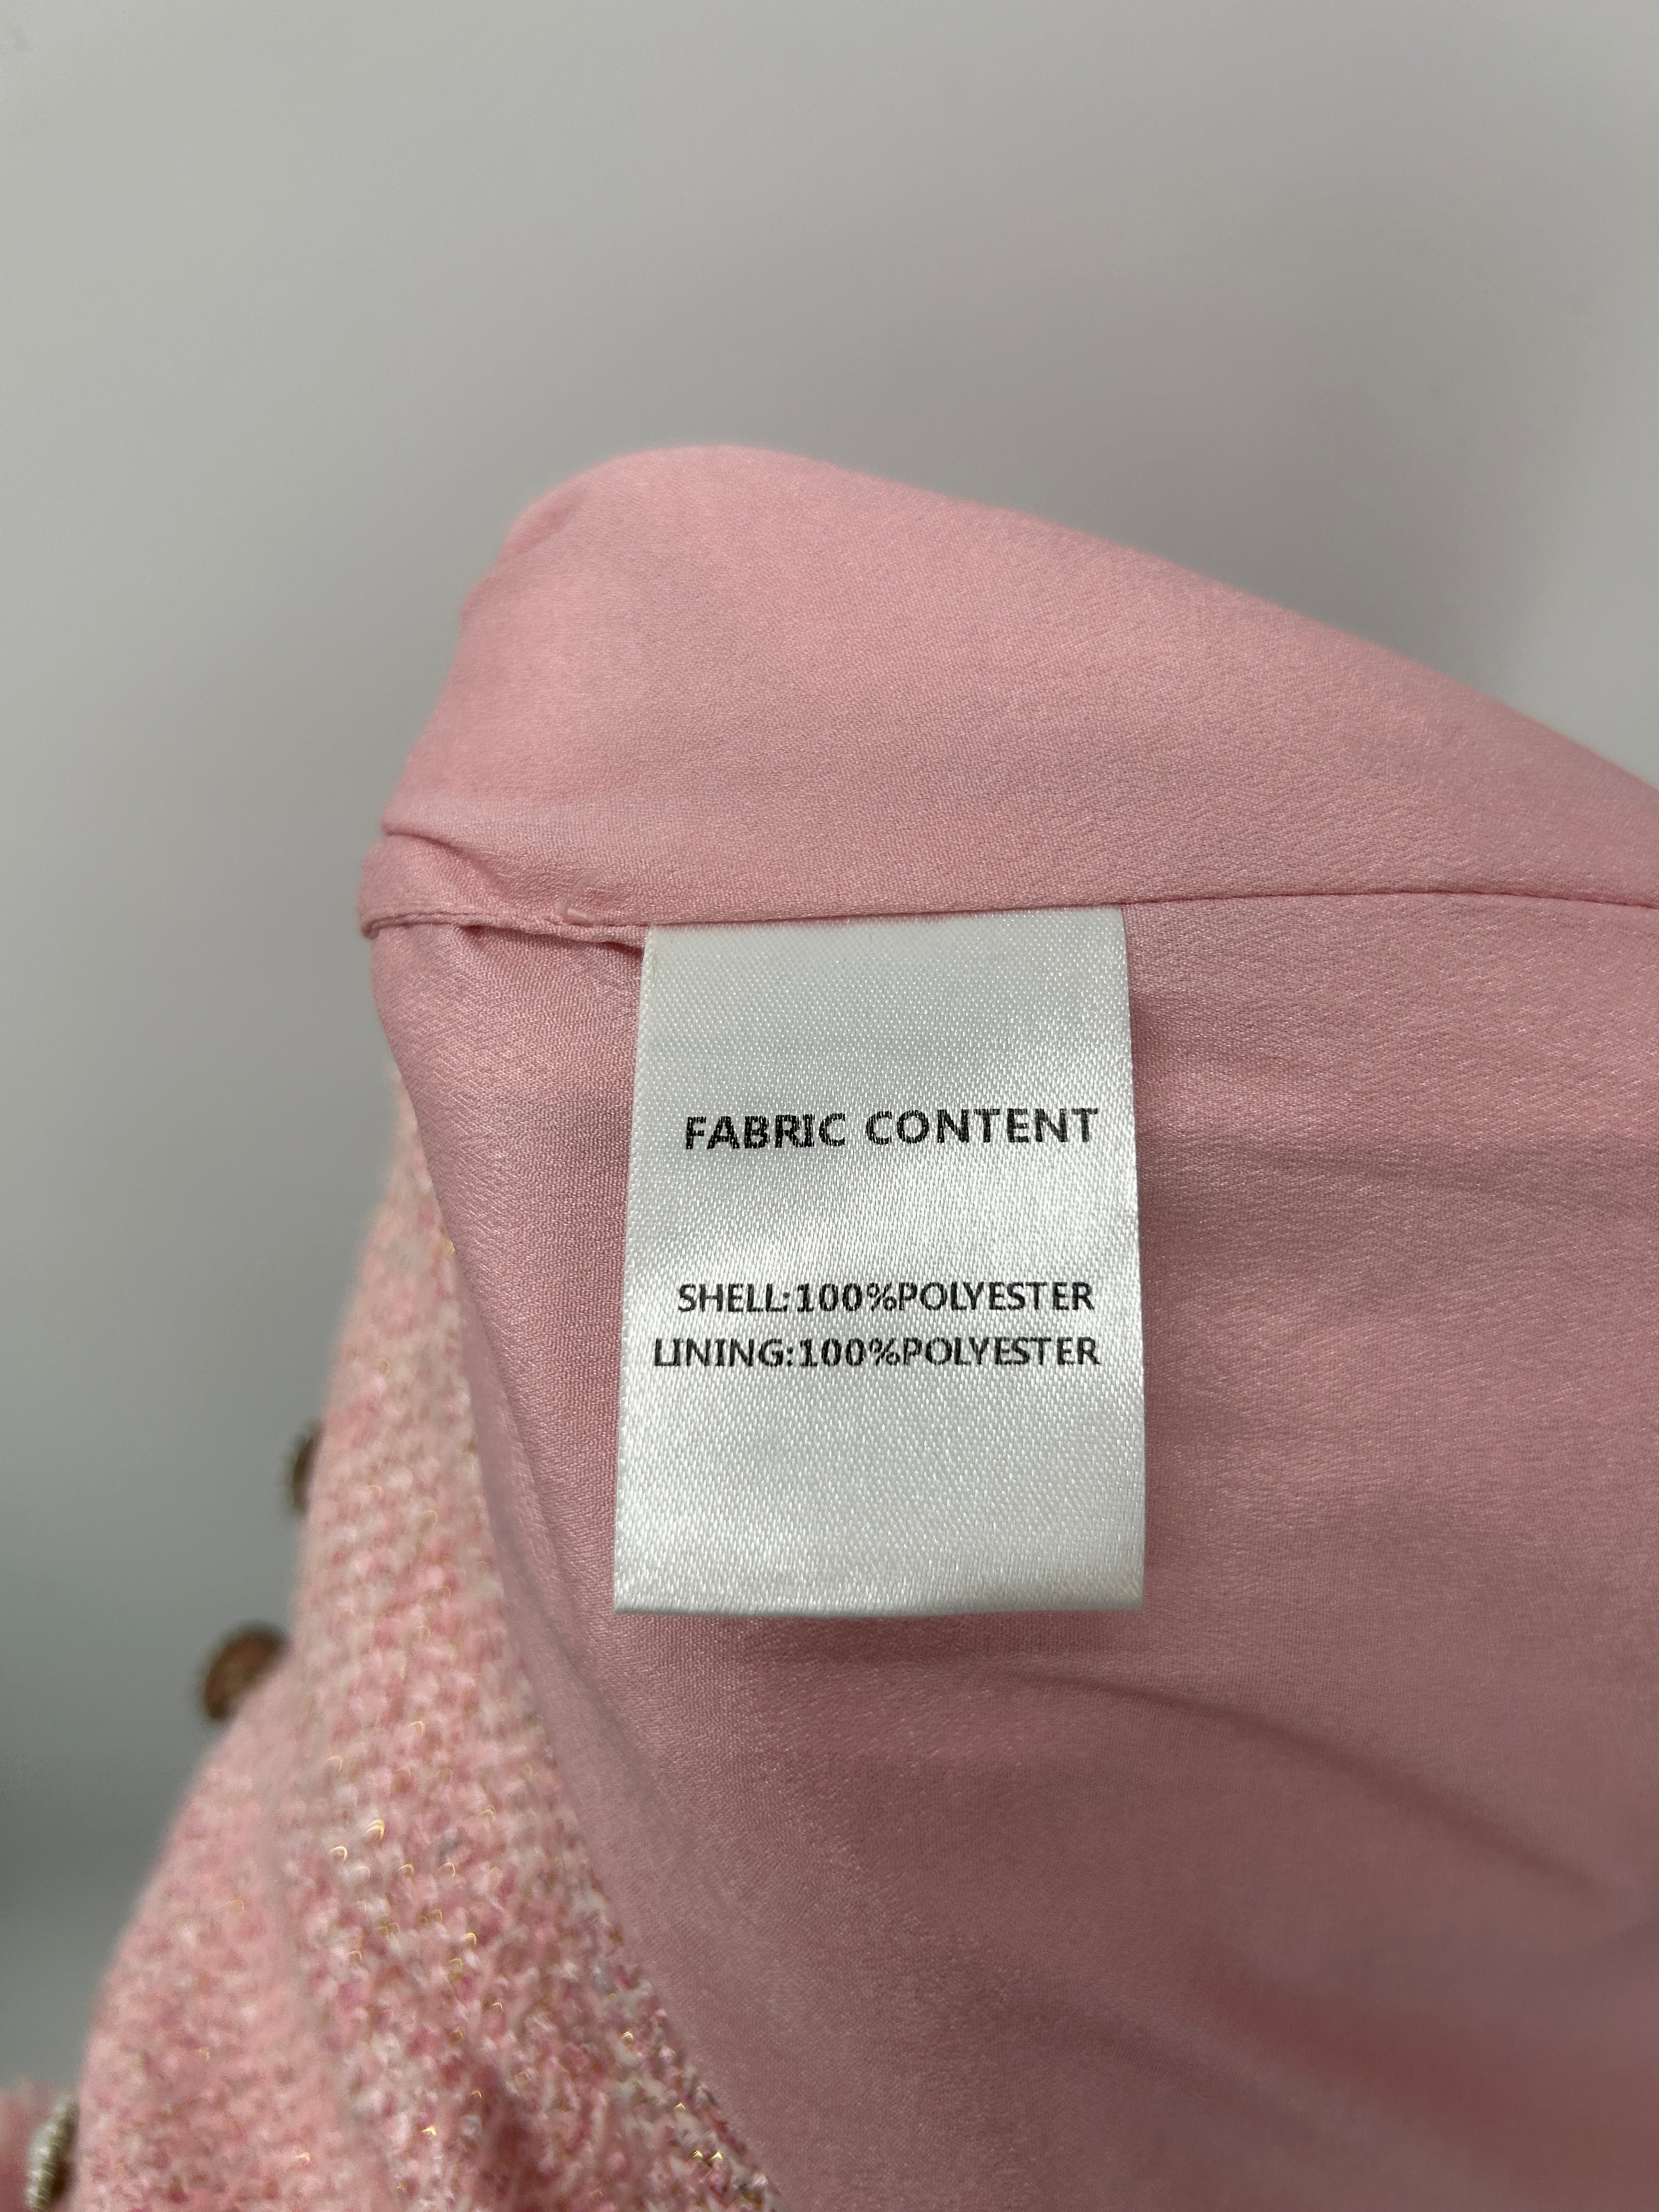 FABRIC CONTENT
SHELL:100%POLYESTER
LINING:100%POLYESTER